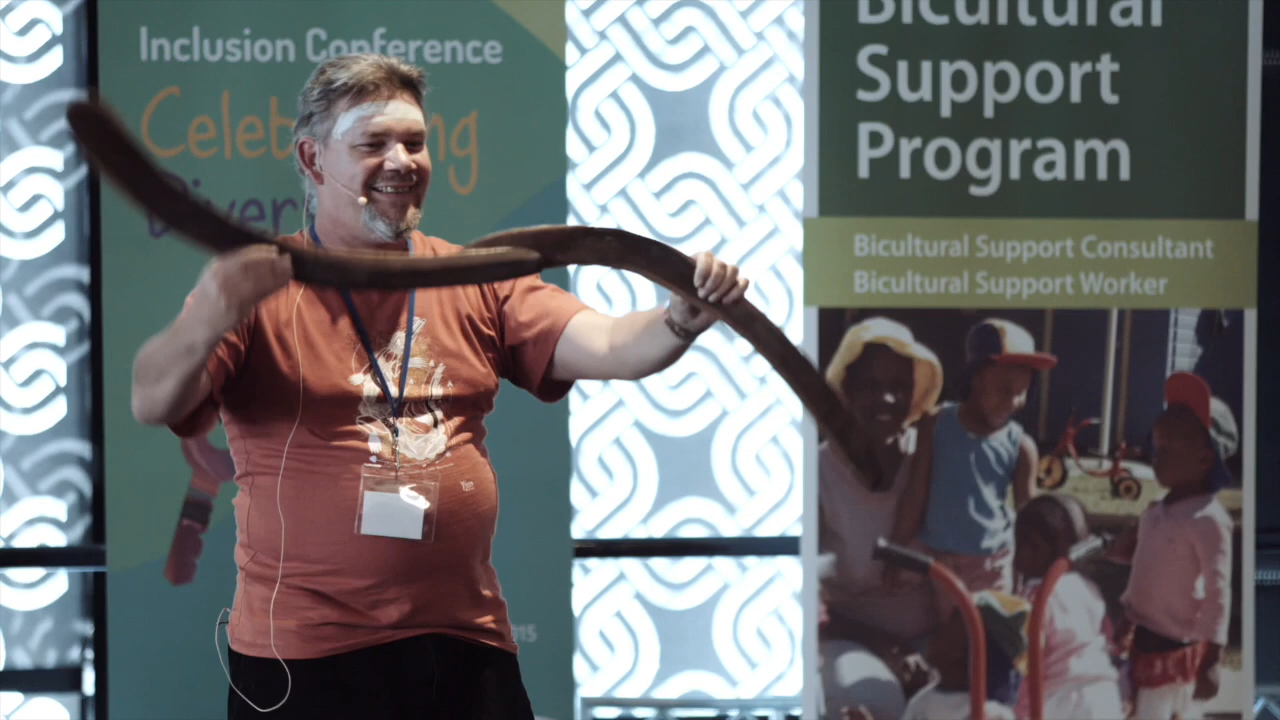 Inclusion Conference
Bicultural
Support
Program
Bicultural Support Consultant
Bicultural Support Worker